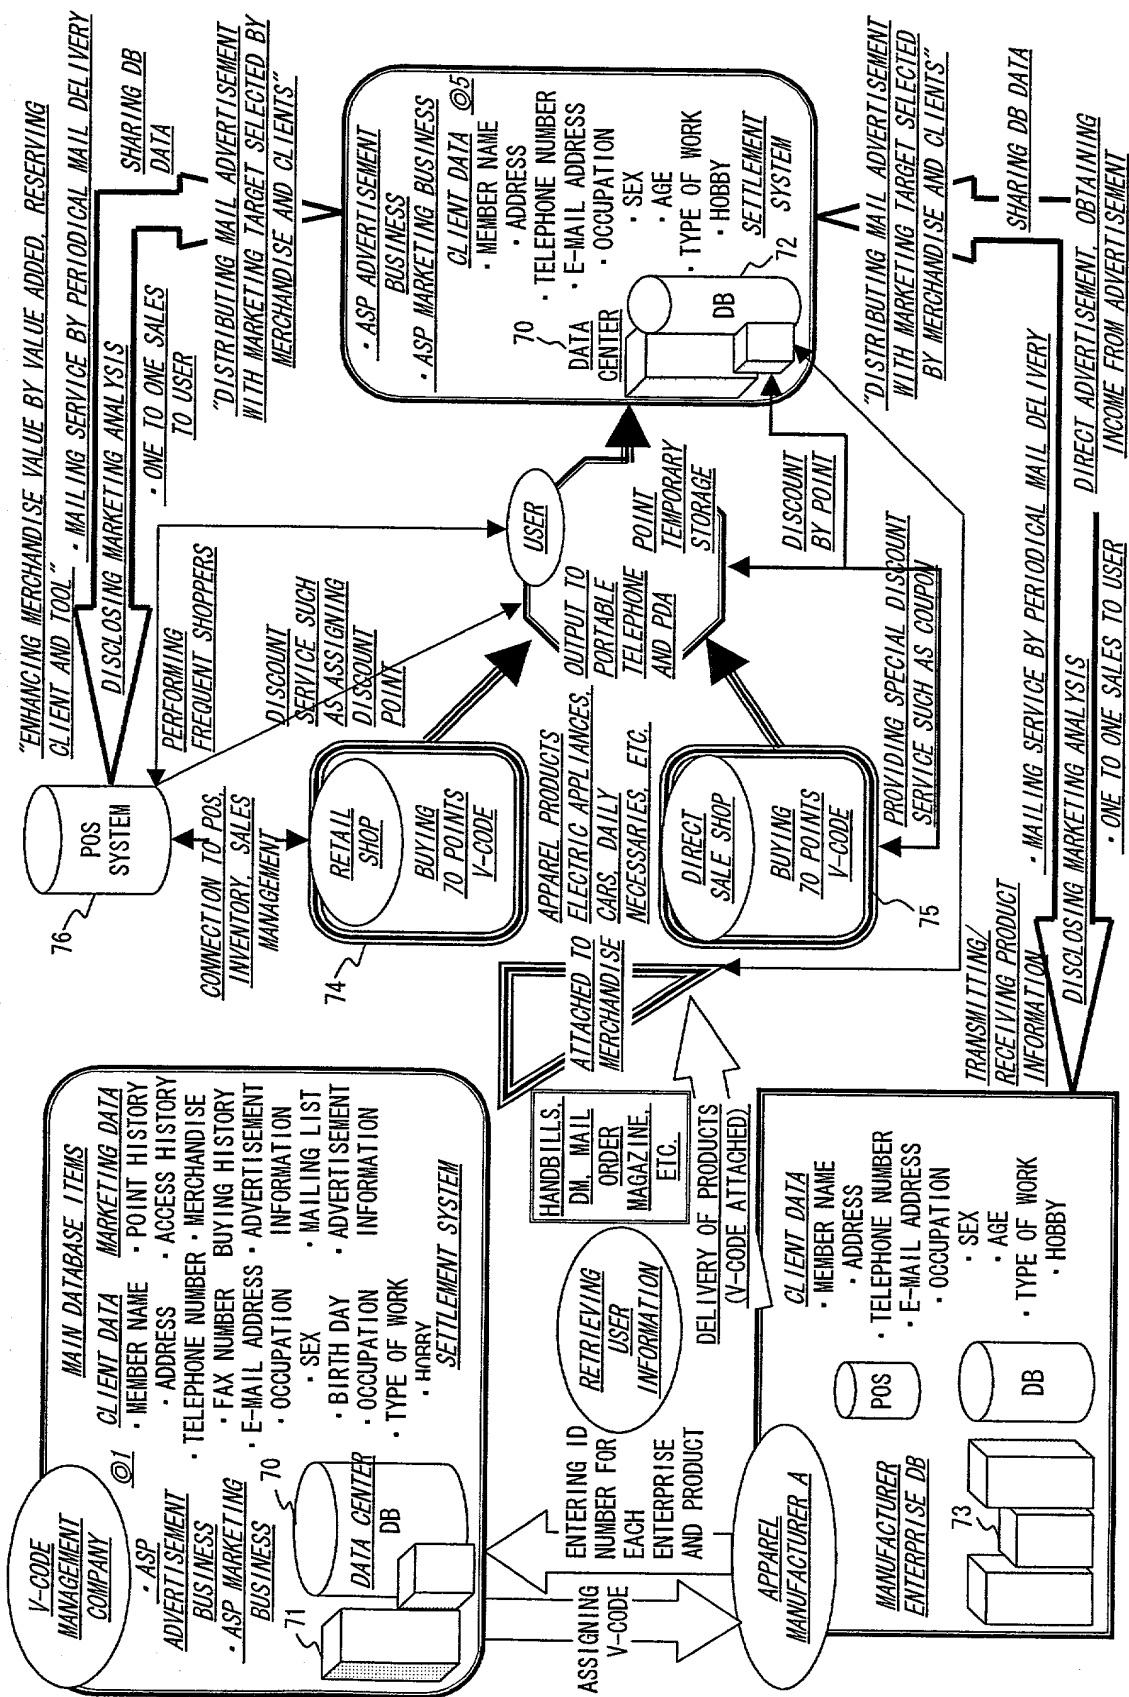 V-CODE
MANAGEMENT
COMPANY
◎1
MAIN DATABASE ITEMS
CLIENT DATA
・MEMBER NAME
・ADDRESS
・TELEPHONE NUMBER
・FAX NUMBER
・E-MAIL ADDRESS
・OCCUPATION
・SEX
・BIRTH DAY
・OCCUPATION
・TYPE OF WORK
・HOBBY
MARKETING DATA
・POINT HISTORY
・ACCESS HISTORY
・MERCHANDISE
BUYING HISTORY
・ADVERTISEMENT
INFORMATION
・MAILING LIST
・ADVERTISEMENT
INFORMATION
SETTLEMENT SYSTEM
・ASP
ADVERTISEMENT
BUSINESS
・ASP MARKETING
BUSINESS
70
71
DATA CENTER
DB
ASSIGNING
V-CODE
ENTERING ID
NUMBER FOR
EACH
ENTERPRISE
AND PRODUCT
RETRIEVING
USER
INFORMATION
HANDBILLS,
DM, MAIL
ORDER
MAGAZINE,
ETC.
DELIVERY OF PRODUCTS
(V-CODE ATTACHED)
APPAREL
MANUFACTURER A
MANUFACTURER
ENTERPRISE DB
73
POS
DB
CLIENT DATA
・MEMBER NAME
・ADDRESS
・TELEPHONE NUMBER
・E-MAIL ADDRESS
・OCCUPATION
・SEX
・AGE
・TYPE OF WORK
・HOBBY
"ENHANCING MERCHANDISE VALUE BY VALUE ADDED, RESERVING
CLIENT AND TOOL"
・MAILING SERVICE BY PERIODICAL MAIL DELIVERY
76
POS
SYSTEM
DISCLOSING MARKETING ANALYSIS
SHARING DB
DATA
・ONE TO ONE SALES
TO USER
PERFORMING
FREQUENT SHOPPERS
CONNECTION TO POS,
INVENTORY, SALES
MANAGEMENT
DISCOUNT
SERVICE SUCH
AS ASSIGNING
DISCOUNT
POINT
"DISTRIBUTING MAIL ADVERTISEMENT
WITH MARKETING TARGET SELECTED BY
MERCHANDISE AND CLIENTS"
74
RETAIL
SHOP
BUYING
70 POINTS
V-CODE
ATTACHED TO
MERCHANDISE
APPAREL PRODUCTS
ELECTRIC APPLIANCES,
CARS, DAILY
NECESSARIES, ETC.
USER
OUTPUT TO
PORTABLE
TELEPHONE
AND PDA
POINT
TEMPORARY
STORAGE
DIRECT
SALE SHOP
BUYING
70 POINTS
V-CODE
75
DISCOUNT
BY POINT
PROVIDING SPECIAL DISCOUNT
SERVICE SUCH AS COUPON
・ASP ADVERTISEMENT
BUSINESS
・ASP MARKETING BUSINESS
CLIENT DATA
◎5
・MEMBER NAME
・ADDRESS
・TELEPHONE NUMBER
・E-MAIL ADDRESS
・OCCUPATION
・SEX
・AGE
・TYPE OF WORK
・HOBBY
70
DATA
CENTER
DB
72
SETTLEMENT
SYSTEM
"DISTRIBUTING MAIL ADVERTISEMENT
WITH MARKETING TARGET SELECTED
BY MERCHANDISE AND CLIENTS"
SHARING DB DATA
TRANSMITTING/
RECEIVING PRODUCT
INFORMATION
・MAILING SERVICE BY PERIODICAL MAIL DELIVERY
DISCLOSING MARKETING ANALYSIS
・ONE TO ONE SALES TO USER
DIRECT ADVERTISEMENT, OBTAINING
INCOME FROM ADVERTISEMENT